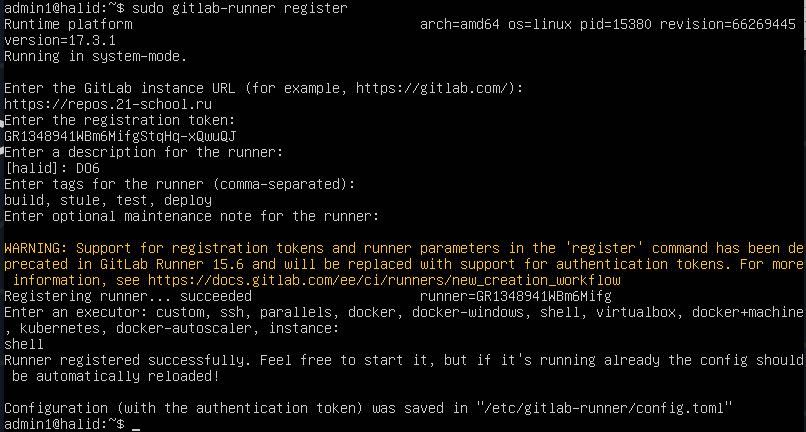 admin1@halid:~$ sudo gitlab-runner register
Runtime platform                                    arch=amd64 os=linux pid=15380 revision=66269445
version=17.3.1
Running in system-mode.

Enter the GitLab instance URL (for example, https://gitlab.com/):
https://repos.21-school.ru
Enter the registration token:
GR1348941WBm6MifgStqHq-xQwuQJ
Enter a description for the runner:
[halid]: DO6
Enter tags for the runner (comma-separated):
build, stule, test, deploy
Enter optional maintenance note for the runner:

WARNING: Support for registration tokens and runner parameters in the 'register' command has been de
precated in GitLab Runner 15.6 and will be replaced with support for authentication tokens. For more
 information, see https://docs.gitlab.com/ee/ci/runners/new_creation_workflow
Registering runner... succeeded                     runner=GR1348941WBm6Mifg
Enter an executor: custom, ssh, parallels, docker, docker-windows, shell, virtualbox, docker+machine
, kubernetes, docker-autoscaler, instance:
shell
Runner registered successfully. Feel free to start it, but if it's running already the config should
 be automatically reloaded!

Configuration (with the authentication token) was saved in "/etc/gitlab-runner/config.toml"
admin1@halid:~$ _